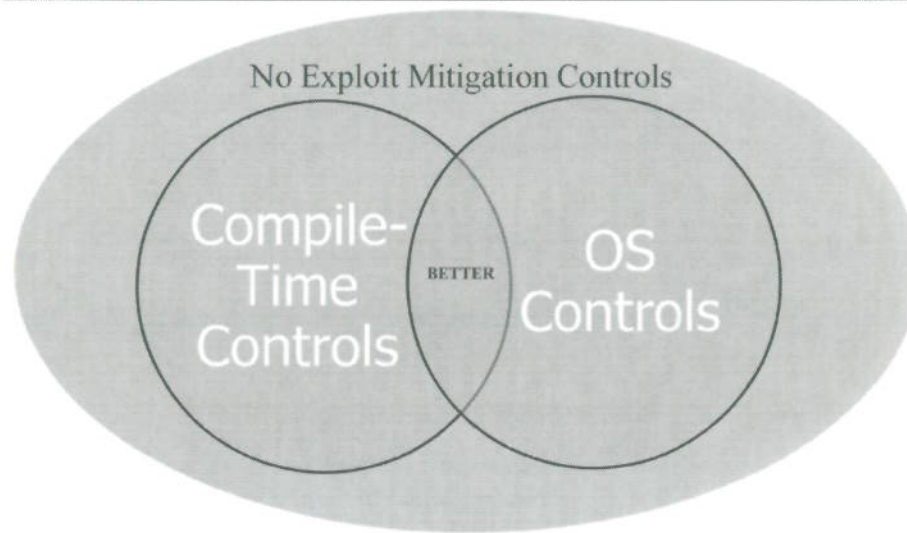 No Exploit Mitigation Controls
Compile-
Time
Controls
BETTER
OS
Controls